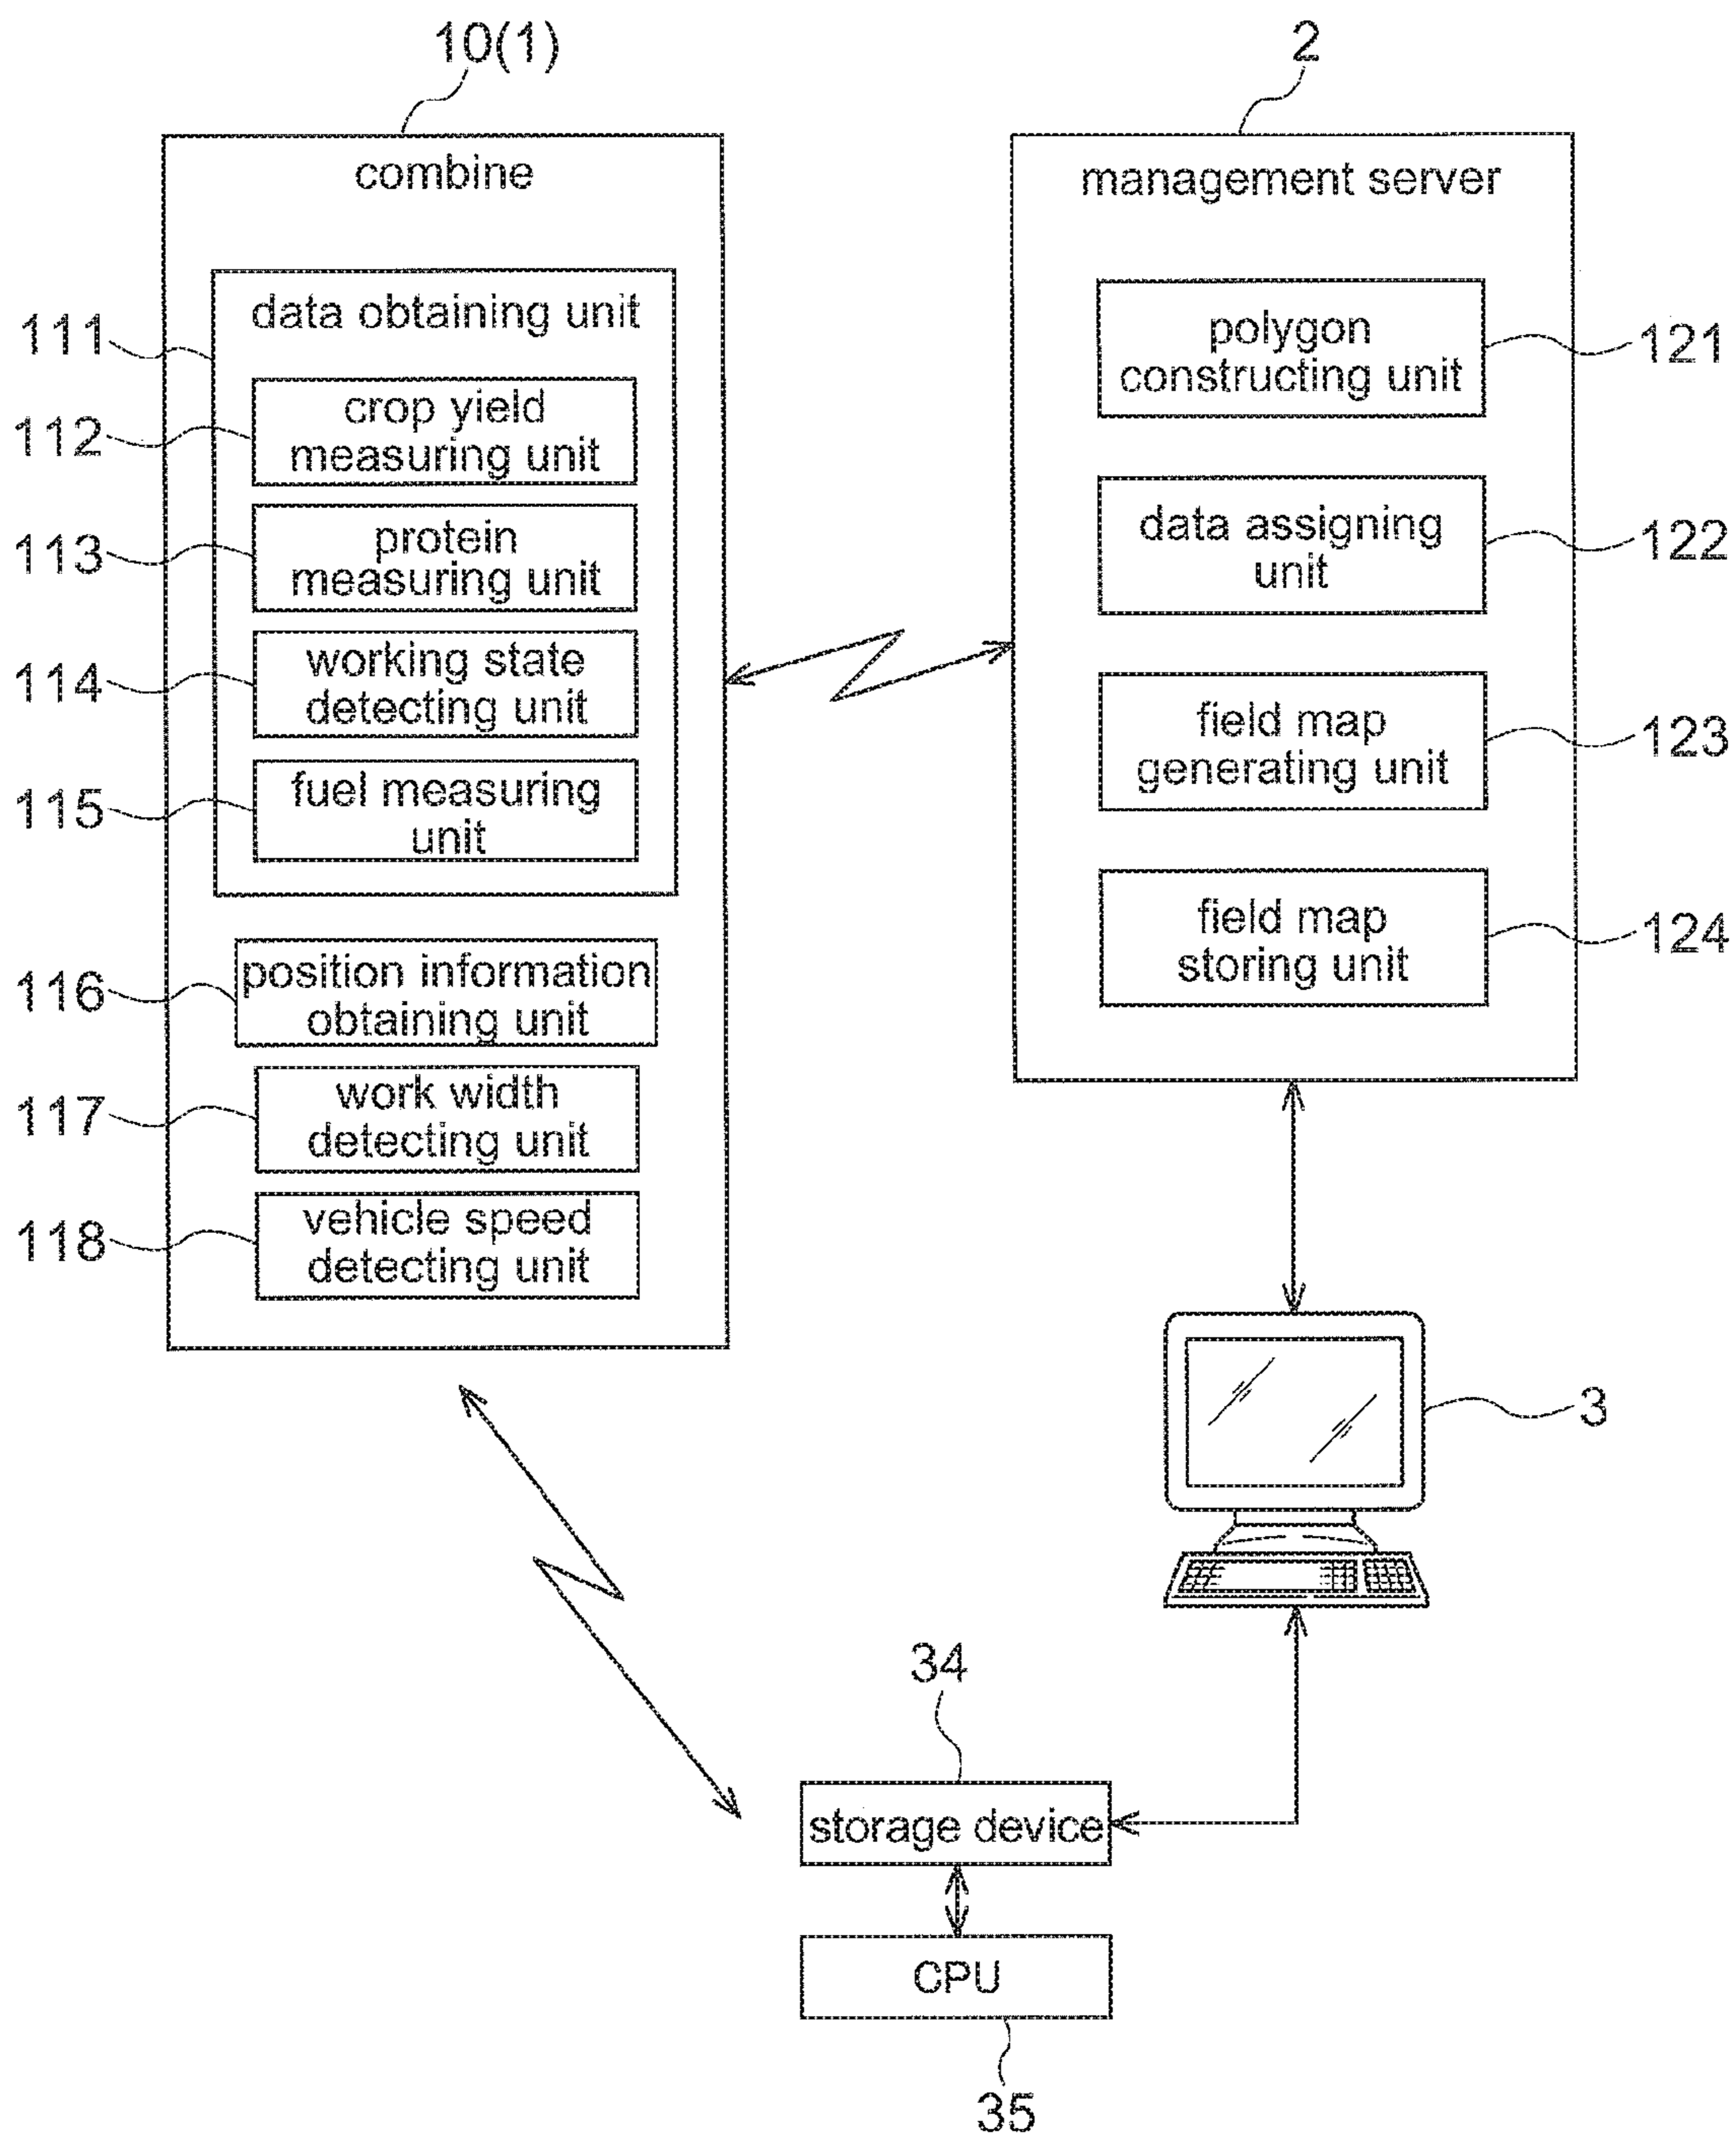 10(1)
combine
111
data obtaining unit
112
crop yield
measuring unit
113
protein
measuring unit
114
working state
detecting unit
115
fuel measuring
unit
116
position information
obtaining unit
117
work width
detecting unit
118
vehicle speed
detecting unit
2
management server
polygon
constructing unit
121
data assigning
unit
122
field map
generating unit
123
field map
storing unit
124
3
34
storage device
CPU
35